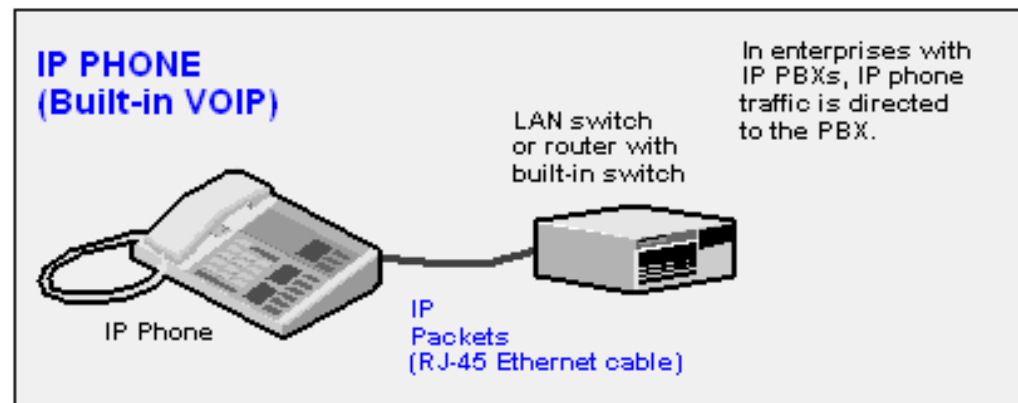 IP PHONE
(Built-in VOIP)
In enterprises with
IP PBXs, IP phone
traffic is directed
to the PBX.
LAN switch
or router with
built-in switch
IP Phone
IP
Packets
(RJ-45 Ethernet cable)